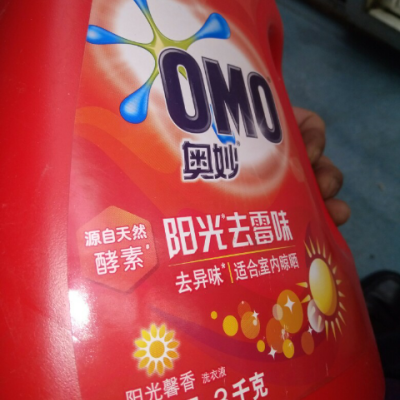 OMO
奥妙
源自天然
酵素*
阳光去霉味
去异味*|适合室内晾晒
阳光馨香 洗衣液
千克